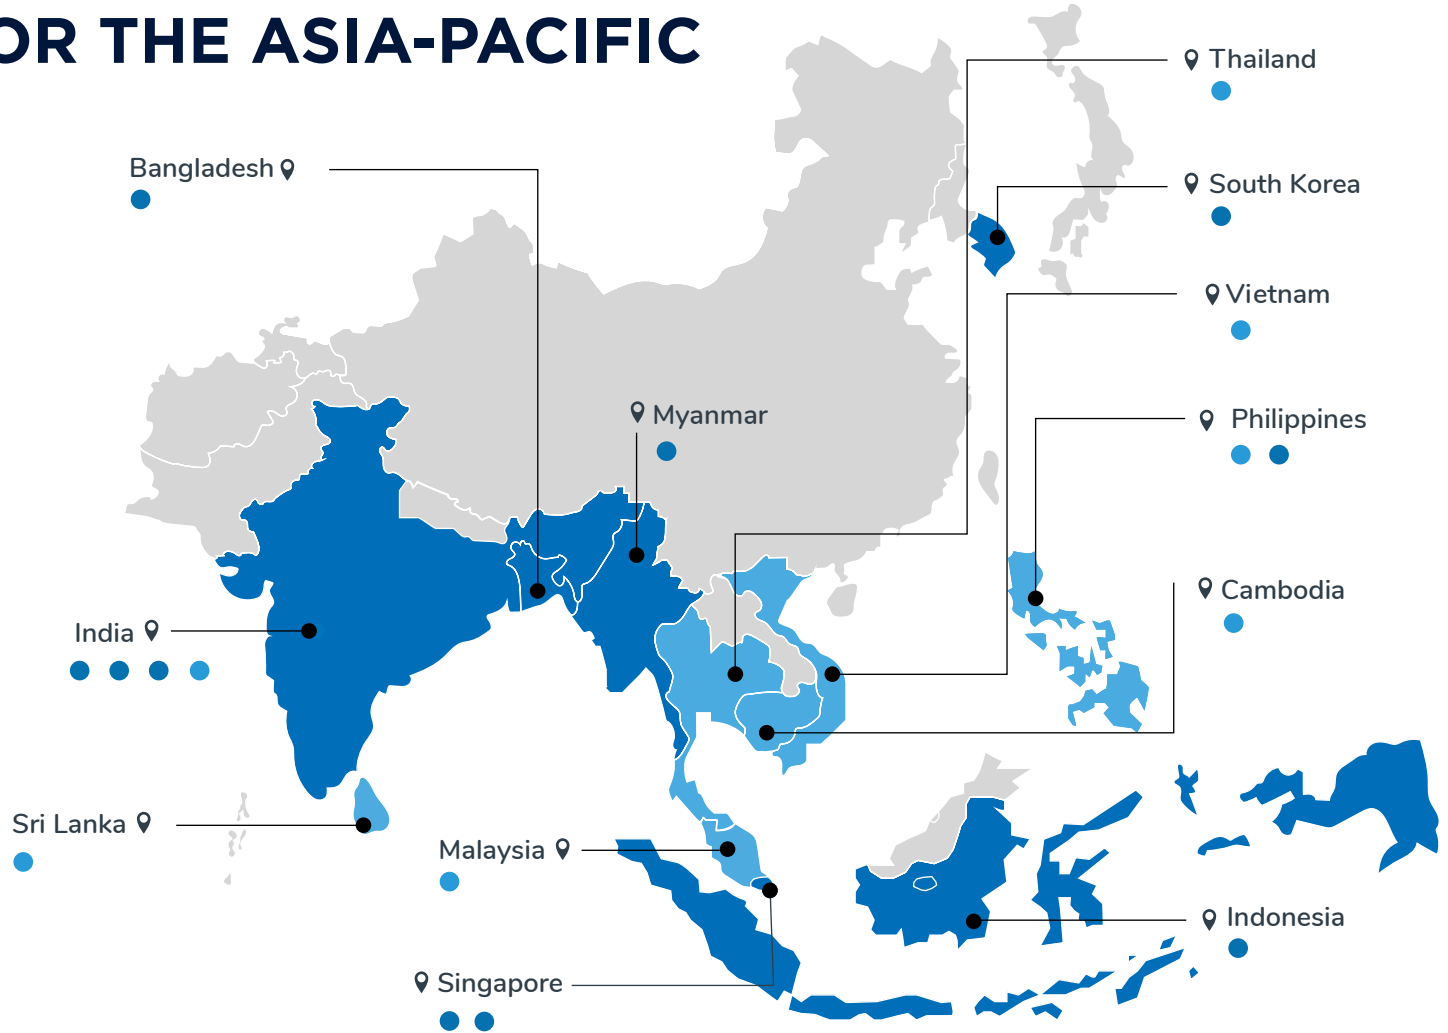 OR THE ASIA-PACIFIC
Thailand
Bangladesh
South Korea
Vietnam
Myanmar
Philippines
Cambodia
India
Sri Lanka
Malaysia
Indonesia
Singapore